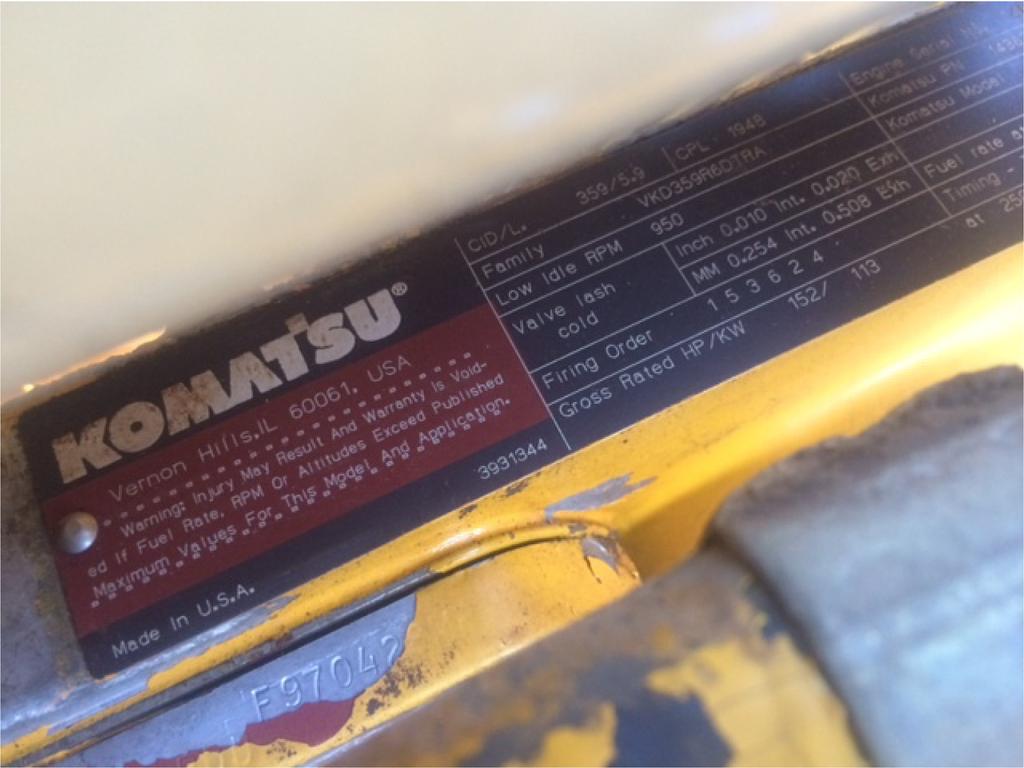 KOMATSU®
Vernon Hills, IL 60061, USA
Warning: Injury May Result And Warranty Is Void-
ed If Fuel Rate, RPM Or Altitudes Exceed Published
Maximum Values For This Model And Application.
Made In U.S.A.
3931344
CID/L. 359/5.9 CPL: 1948
Family VKD359R6DTRA
Low Idle RPM 950
Valve lash
cold
Inch 0.010 Int. 0.020 Exh
MM 0.254 Int. 0.508 Exh
Firing Order 1 5 3 6 2 4
Gross Rated HP/KW 152/ 113
Engine Serial
Komatsu PN
Komatsu Model
Fuel rate
Timing -
at
F97042